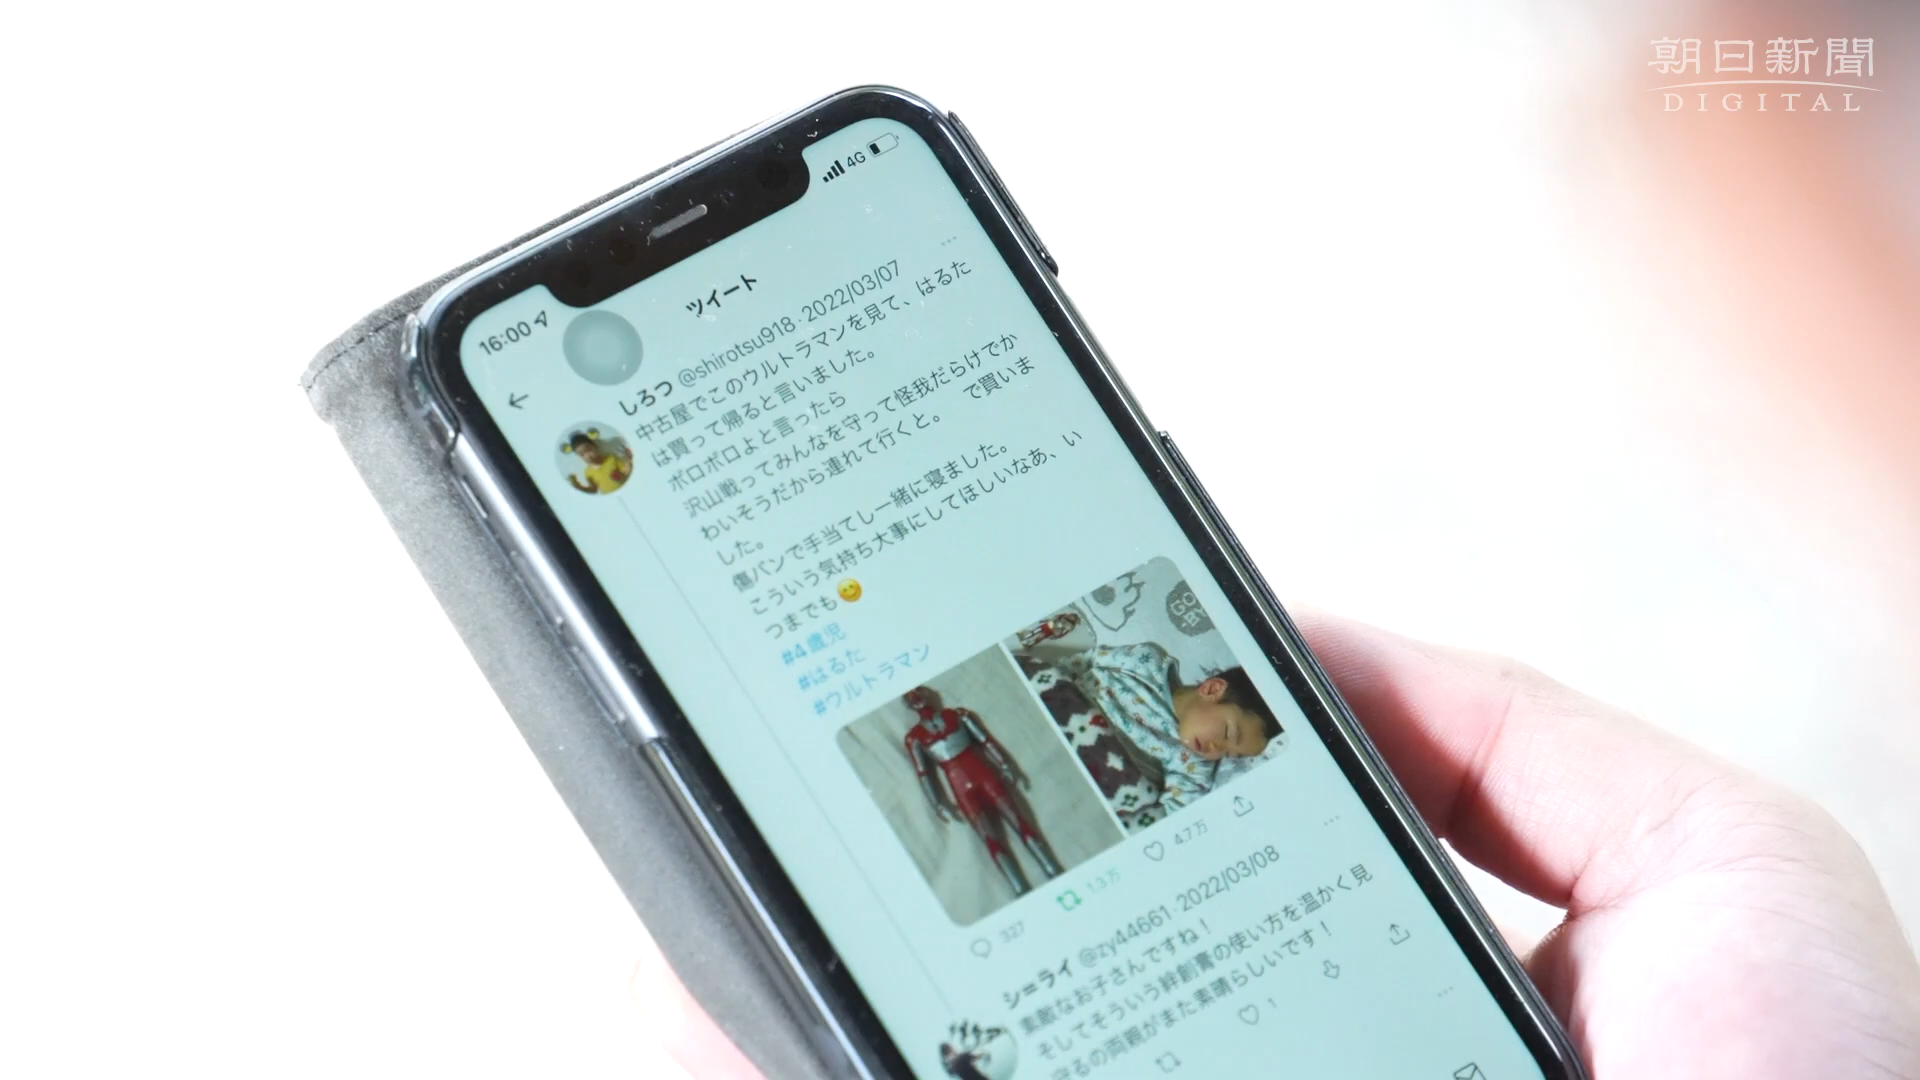 朝日新聞
DIGITAL
16:00
4G
ツイート
しろつ @shirotsu918·2022/03/07
中古屋でこのウルトラマンを見て、はるた
は買って帰ると言いました。
ボロボロよと言ったら
沢山戦ってみんなを守って怪我だらけでか
わいそうだから連れて行くと。　で買いま
した。
傷バンで手当てし一緒に寝ました。
こういう気持ち大事にしてほしいなあ、い
つまでも😊
#4歳児
#はるた
#ウルトラマン
GO
-BY
327
1.3万
4.7万
シ=ライ @zy44661·2022/03/08
素敵なお子さんですね！
そしてそういう絆創膏の使い方を温かく見
守るの両親がまた素晴らしいです！
1